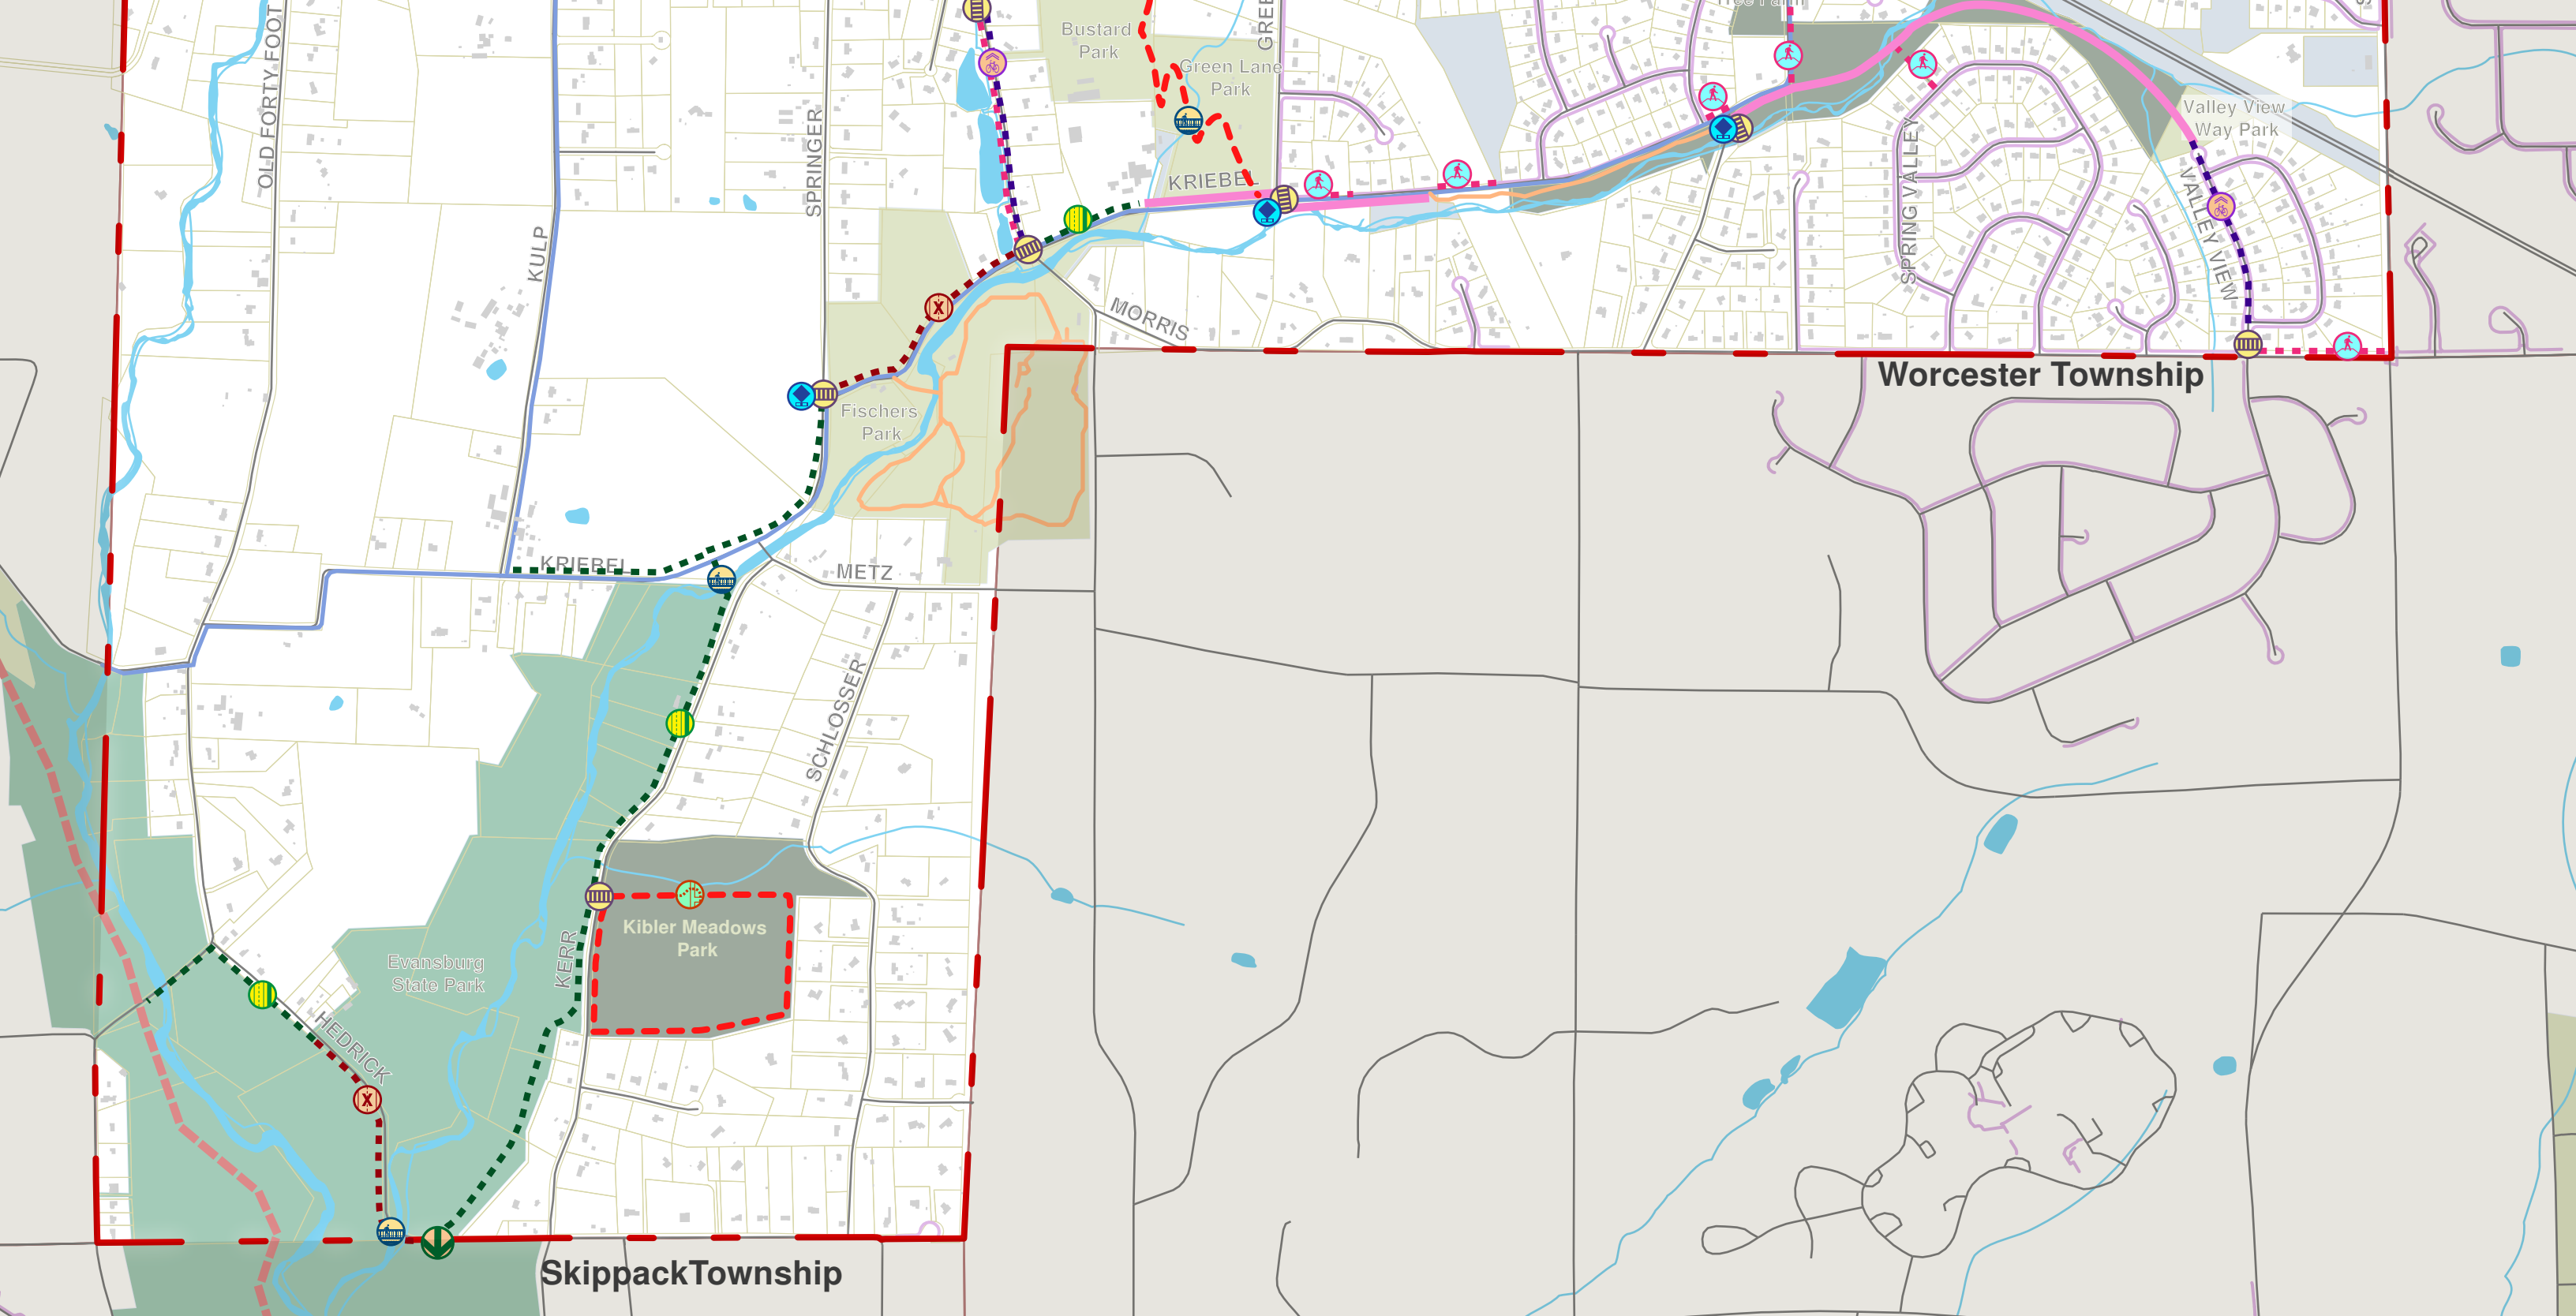 Bustard
Park
Green Lane
Park
OLD FORTY FOOT
SPRINGER
KRIEBEL
KULP
MORRIS
SPRING VALLEY
Valley View
Way Park
VALLEY VIEW
Worcester Township
Fischers
Park
KRIEBEL
METZ
SCHLOSSER
Kibler Meadows
Park
KERR
Evansburg
State Park
HEDRICK
SkippackTownship
X
X